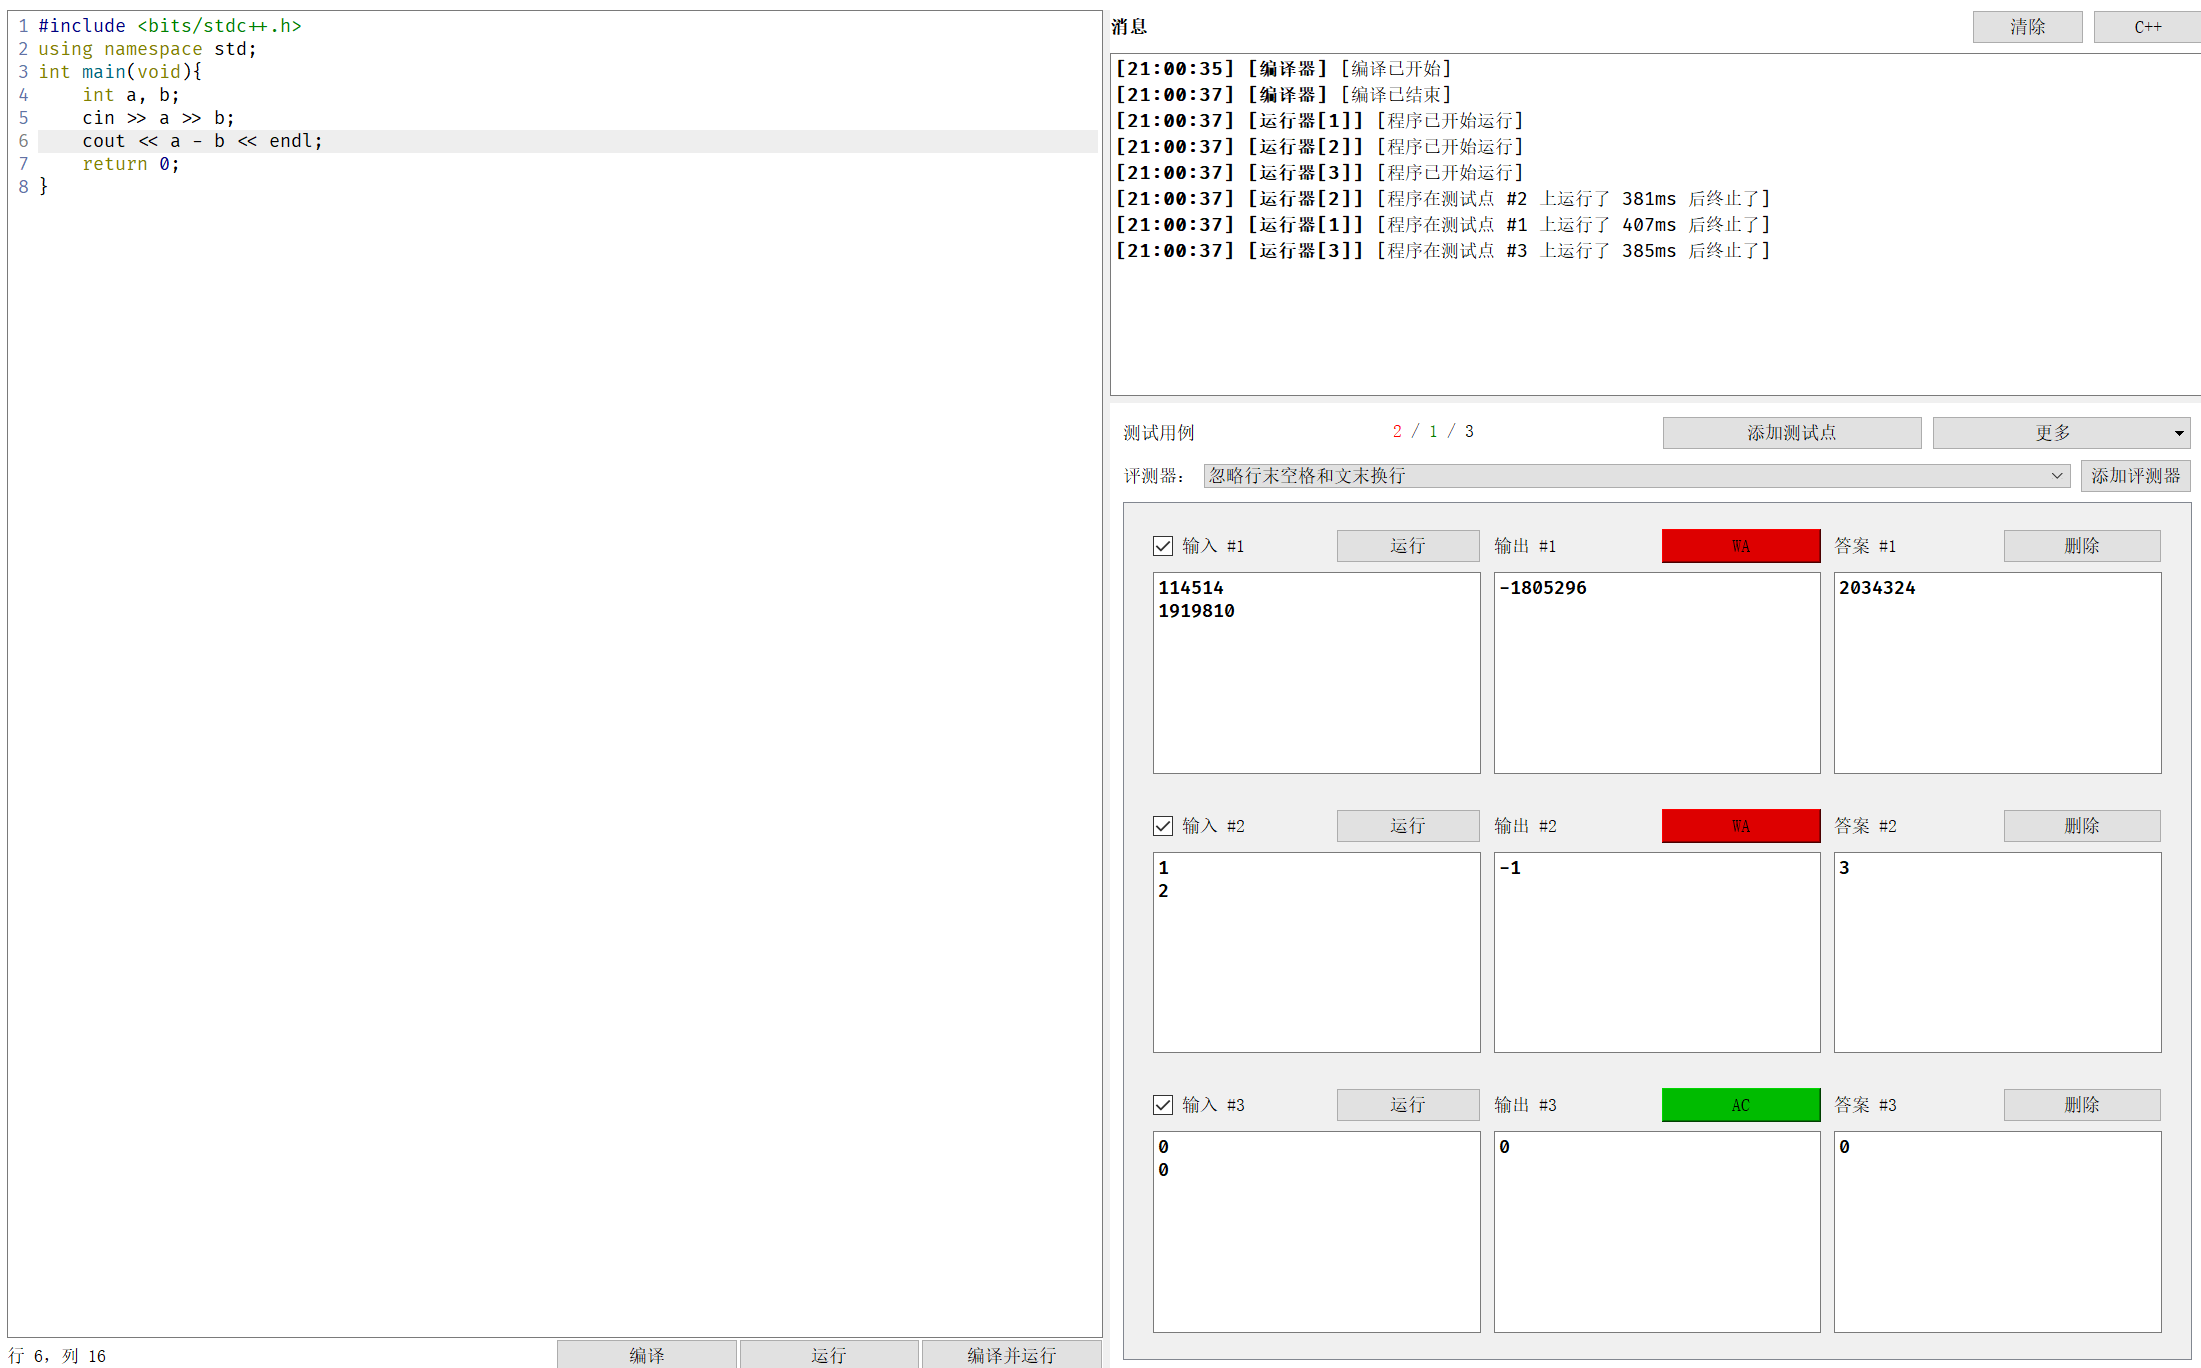 1 #include <bits/stdc++.h>
2 using namespace std;
3 int main(void){
4 int a, b;
5 cin >> a >> b;
6 cout << a - b << endl;
7 return 0;
8 }
行 6, 列 16
编译
运行
编译并运行
消息
清除
C++
[21:00:35] [编译器] [编译已开始]
[21:00:37] [编译器] [编译已结束]
[21:00:37] [运行器[1]] [程序已开始运行]
[21:00:37] [运行器[2]] [程序已开始运行]
[21:00:37] [运行器[3]] [程序已开始运行]
[21:00:37] [运行器[2]] [程序在测试点 #2 上运行了 381ms 后终止了]
[21:00:37] [运行器[1]] [程序在测试点 #1 上运行了 407ms 后终止了]
[21:00:37] [运行器[3]] [程序在测试点 #3 上运行了 385ms 后终止了]
测试用例
2 / 1 / 3
添加测试点
更多
评测器：
忽略行末空格和文末换行
添加评测器
输入 #1
运行
输出 #1
WA
答案 #1
删除
114514
1919810
-1805296
2034324
输入 #2
运行
输出 #2
WA
答案 #2
删除
1
2
-1
3
输入 #3
运行
输出 #3
AC
答案 #3
删除
0
0
0
0